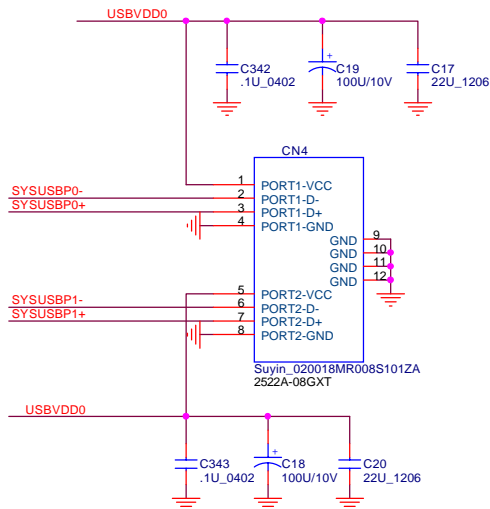 USBVDD0
C342
.1U_0402
C19
100U/10V
C17
22U_1206
+
CN4
SYSUSBP0-
SYSUSBP0+
1
2
3
4
PORT1-VCC
PORT1-D-
PORT1-D+
PORT1-GND
GND
GND
GND
GND
9
10
11
12
SYSUSBP1-
SYSUSBP1+
5
6
7
8
PORT2-VCC
PORT2-D-
PORT2-D+
PORT2-GND
Suyin_020018MR008S101ZA
2522A-08GXT
USBVDD0
C343
.1U_0402
+
C18
100U/10V
C20
22U_1206